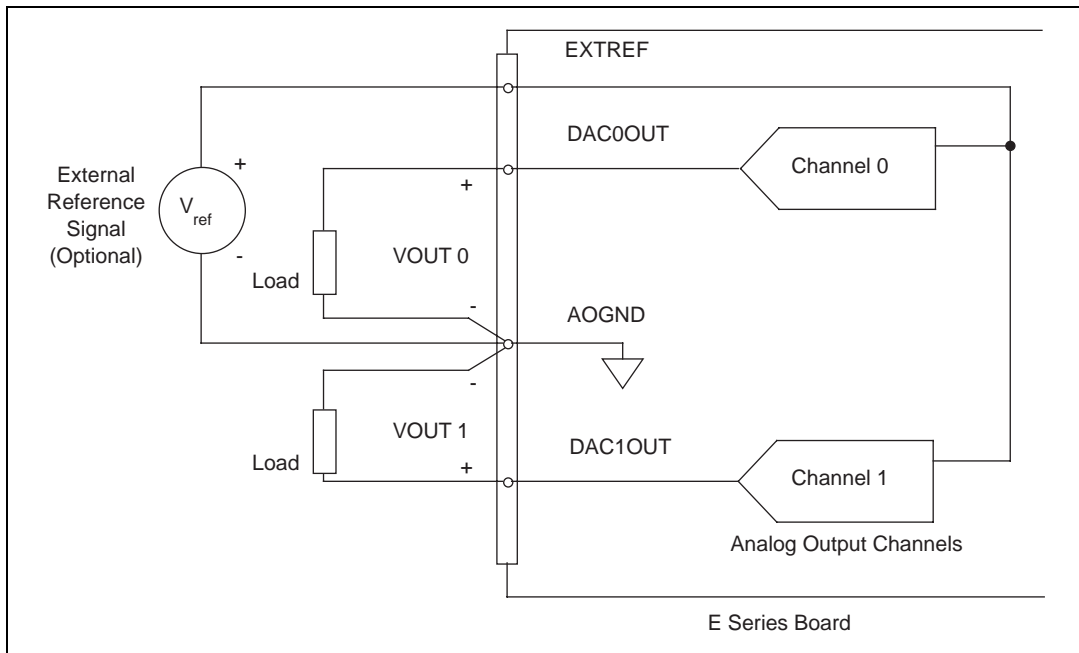 EXTREF
DAC0OUT
Channel 0
+
+
External
Reference
Signal
(Optional)
Vref
-
VOUT 0
Load
-
AOGND
-
VOUT 1
DAC1OUT
Load
+
Channel 1
Analog Output Channels
E Series Board